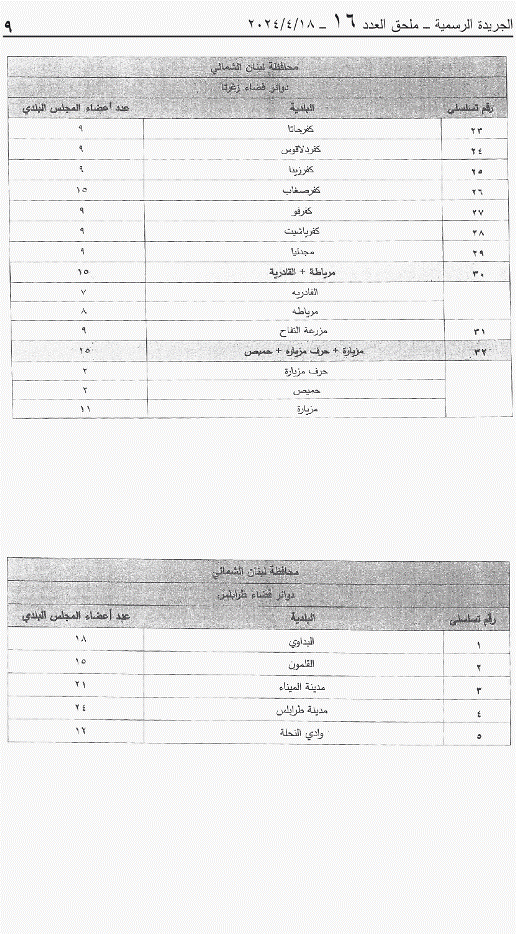 الجريدة الرسمية – ملحق العدد ١٦ – ٢٠٢٤/٤/١٨ ٩
محافظة لبنان الشمالي
دوائر قضاء زغرتا
رقم تسلسلي البلدية عدد أعضاء المجلس البلدي
٢٣ كفرحاتا ٩
٢٤ كفردلاقوس ٩
٢٥ كفرزينا ٩
٢٦ كفرصغاب ١٥
٢٧ كفرفو ٩
٢٨ كفرياشيت ٩
٢٩ مجدليا ٩
٣٠ مرياطة + القادرية ١٥
القادريه ٧
مرياطه ٨
٣١ مزرعة التفاح ٩
٣٢ مزيارة + حرف مزياره + حميص ١٥
حرف مزيارة ٢
حميص ٢
مزيارة ١١
محافظة لبنان الشمالي
دوائر قضاء طرابلس
رقم تسلسلي البلدية عدد أعضاء المجلس البلدي
١ البداوي ١٨
٢ القلمون ١٥
٣ مدينة الميناء ٢١
٤ مدينة طرابلس ٢٤
٥ وادي النحلة ١٢